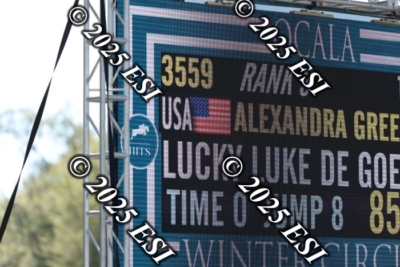 OCALA
3559 RANK
USA ALEXANDRA GREE
HITS
LUCKY LUKE DE GOE
TIME 0 JUMP 8 85
WINTER CIRC
© 2025 ESI
© 2025 ESI
© 2025 ESI
© 2025 ESI